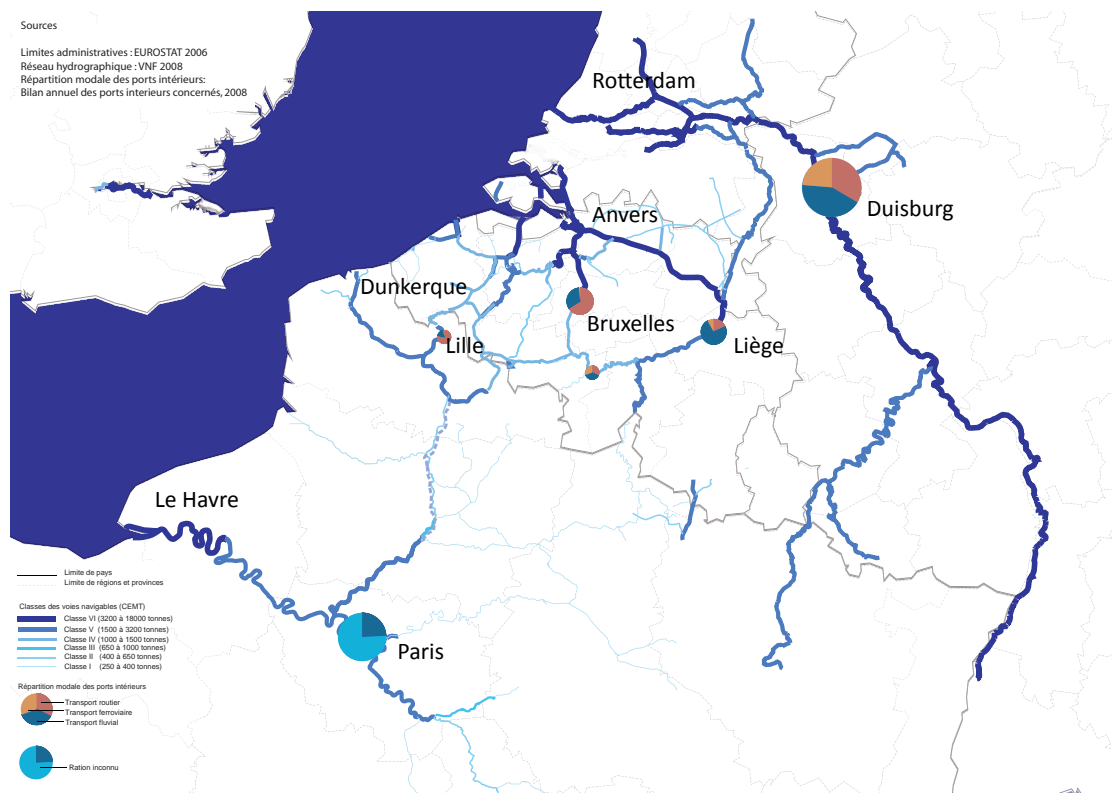 Sources
Limites administratives : EUROSTAT 2006
Réseau hydrographique : VNF 2008
Répartition modale des ports intérieurs:
Bilan annuel des ports interieurs concernés, 2008
Rotterdam
Duisburg
Anvers
Dunkerque
Bruxelles
Lille
Liège
Le Havre
Paris
Limite de pays
Limite de régions et provinces
Classes des voies navigables (CEMT)
Classe VI (3200 à 18000 tonnes)
Classe V (1500 à 3200 tonnes)
Classe IV (1000 à 1500 tonnes)
Classe III (650 à 1000 tonnes)
Classe II (400 à 650 tonnes)
Classe I (250 à 400 tonnes)
Répartition modale des ports intérieurs
Transport routier
Transport ferroviaire
Transport fluvial
Ration inconnu